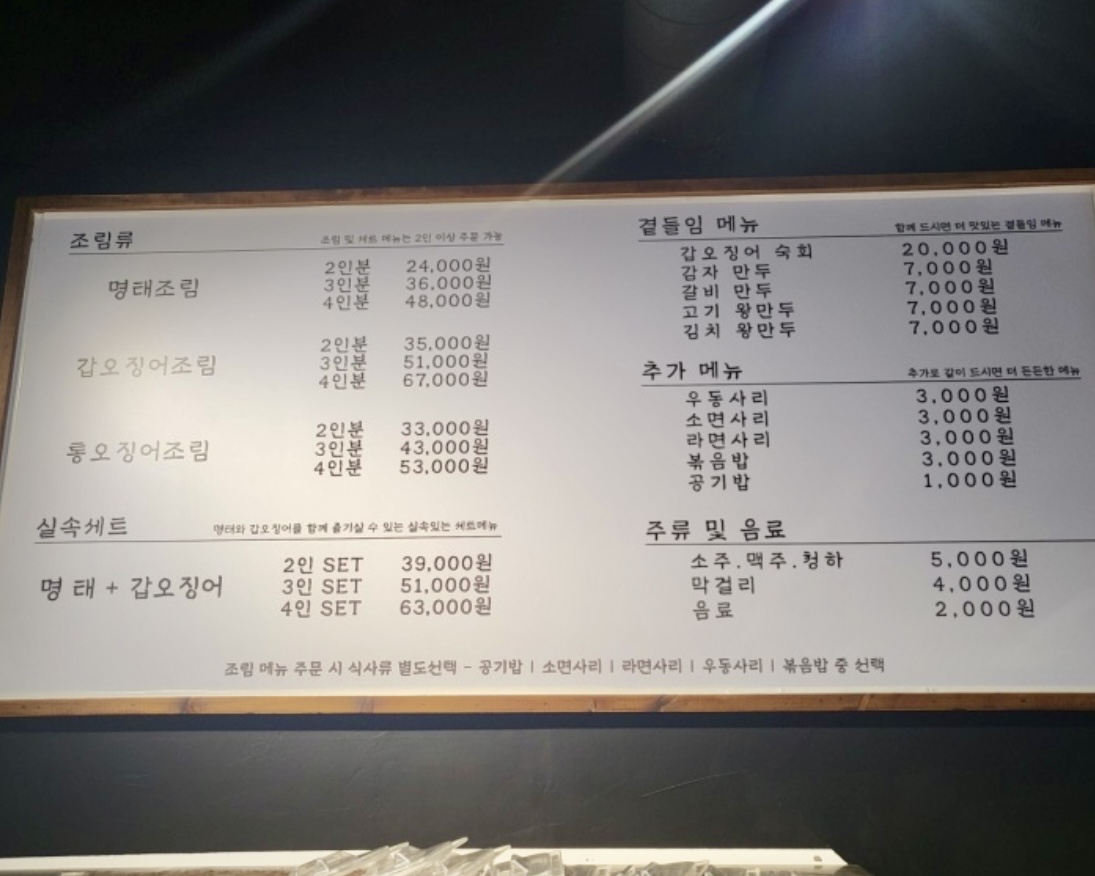 조림류 조림 및 세트 메뉴는 2인 이상 주문 가능
명태조림
2인분 24,000원
3인분 36,000원
4인분 48,000원
갑오징어조림
2인분 35,000원
3인분 51,000원
4인분 67,000원
통오징어조림
2인분 33,000원
3인분 43,000원
4인분 53,000원
실속세트 명태와 갑오징어를 함께 즐기실 수 있는 실속있는 세트메뉴
명태 + 갑오징어
2인 SET 39,000원
3인 SET 51,000원
4인 SET 63,000원
곁들임 메뉴 함께 드시면 더 맛있는 곁들임 메뉴
갑오징어 숙회 20,000원
감자 만두 7,000원
갈비 만두 7,000원
고기 왕만두 7,000원
김치 왕만두 7,000원
추가 메뉴 추가로 같이 드시면 더 든든한 메뉴
우동사리 3,000원
소면사리 3,000원
라면사리 3,000원
볶음밥 3,000원
공기밥 1,000원
주류 및 음료
소주.맥주.청하 5,000원
막걸리 4,000원
음료 2,000원
조림 메뉴 주문 시 식사류 별도선택 - 공기밥 | 소면사리 | 라면사리 | 우동사리 | 볶음밥 중 선택